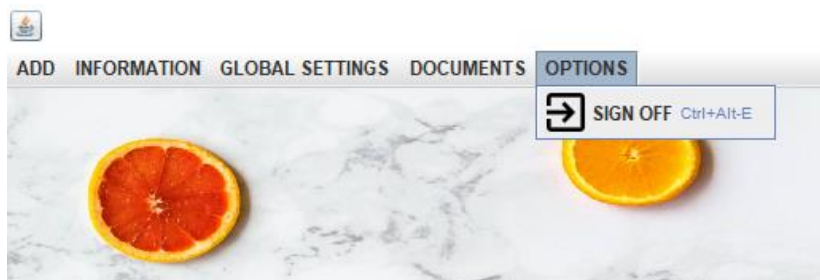 ADD INFORMATION GLOBAL SETTINGS DOCUMENTS OPTIONS
SIGN OFF Ctrl+Alt-E